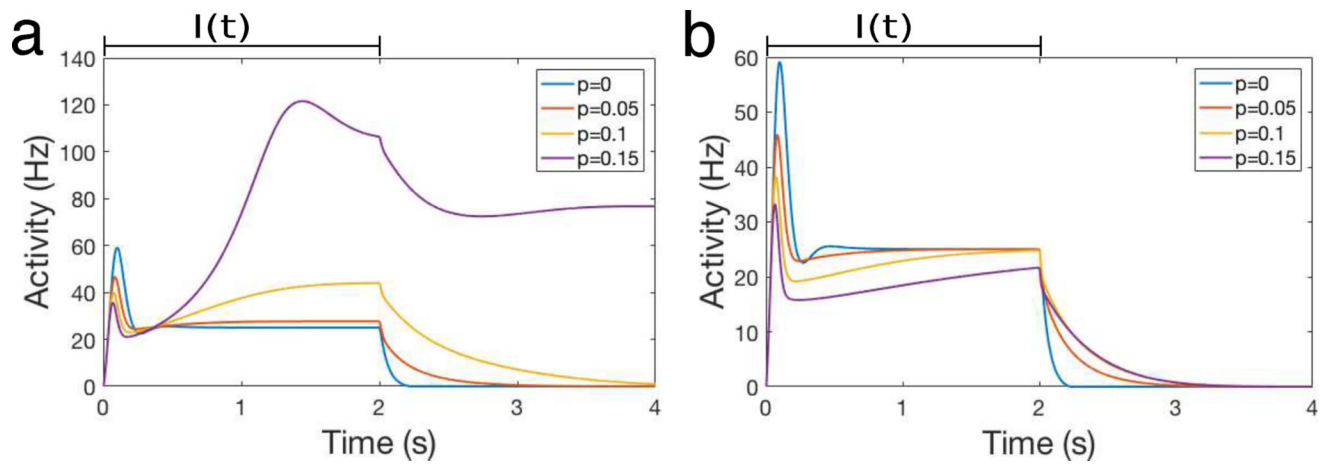 a
I(t)
140
120
100
80
60
40
20
0
Activity (Hz)
p=0
p=0.05
p=0.1
p=0.15
0 1 2 3 4
Time (s)
b
I(t)
60
50
40
30
20
10
0
Activity (Hz)
p=0
p=0.05
p=0.1
p=0.15
0 1 2 3 4
Time (s)